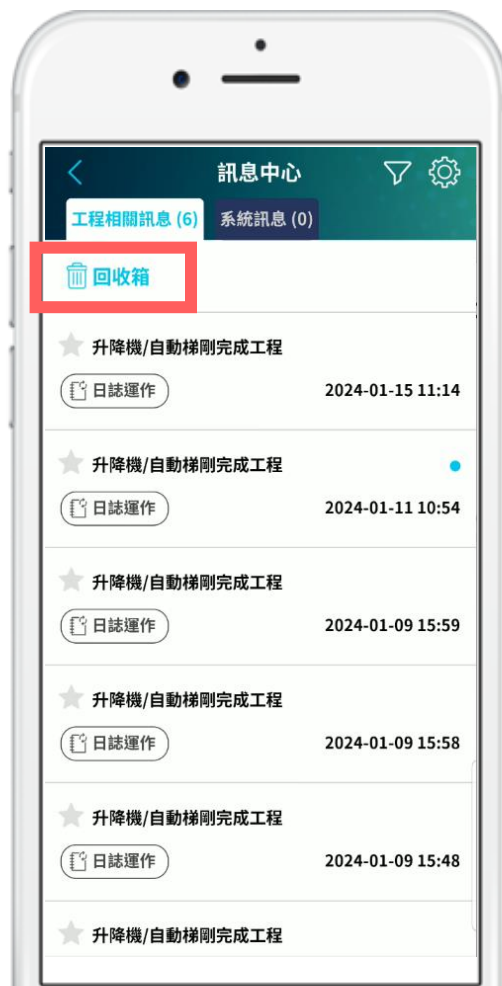 訊息中心
工程相關訊息 (6) 系統訊息 (0)
回收箱
升降機/自動梯剛完成工程
日誌運作 2024-01-15 11:14
升降機/自動梯剛完成工程
日誌運作 2024-01-11 10:54
升降機/自動梯剛完成工程
日誌運作 2024-01-09 15:59
升降機/自動梯剛完成工程
日誌運作 2024-01-09 15:58
升降機/自動梯剛完成工程
日誌運作 2024-01-09 15:48
升降機/自動梯剛完成工程